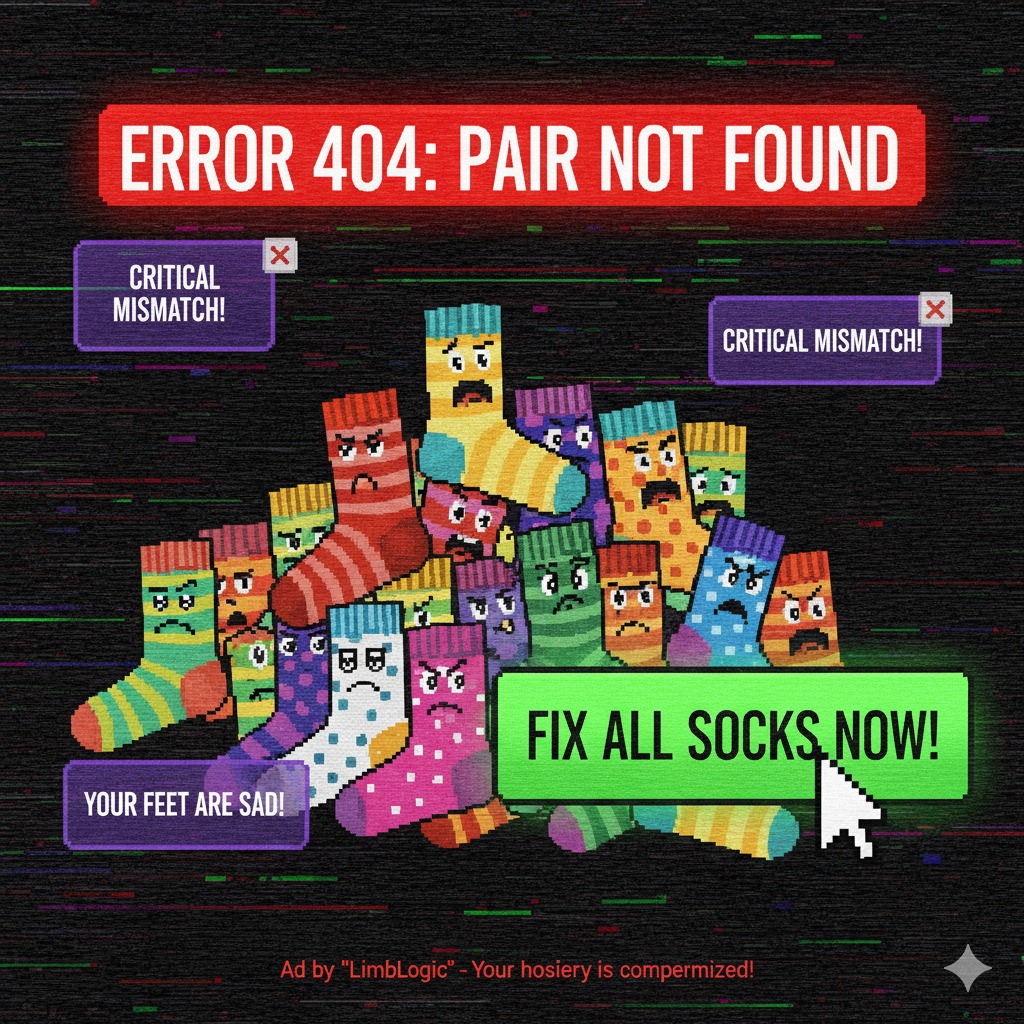 ERROR 404: PAIR NOT FOUND
CRITICAL
MISMATCH!
CRITICAL MISMATCH!
FIX ALL SOCKS NOW!
YOUR FEET ARE SAD!
Ad by "LimbLogic" - Your hosiery is compermized!